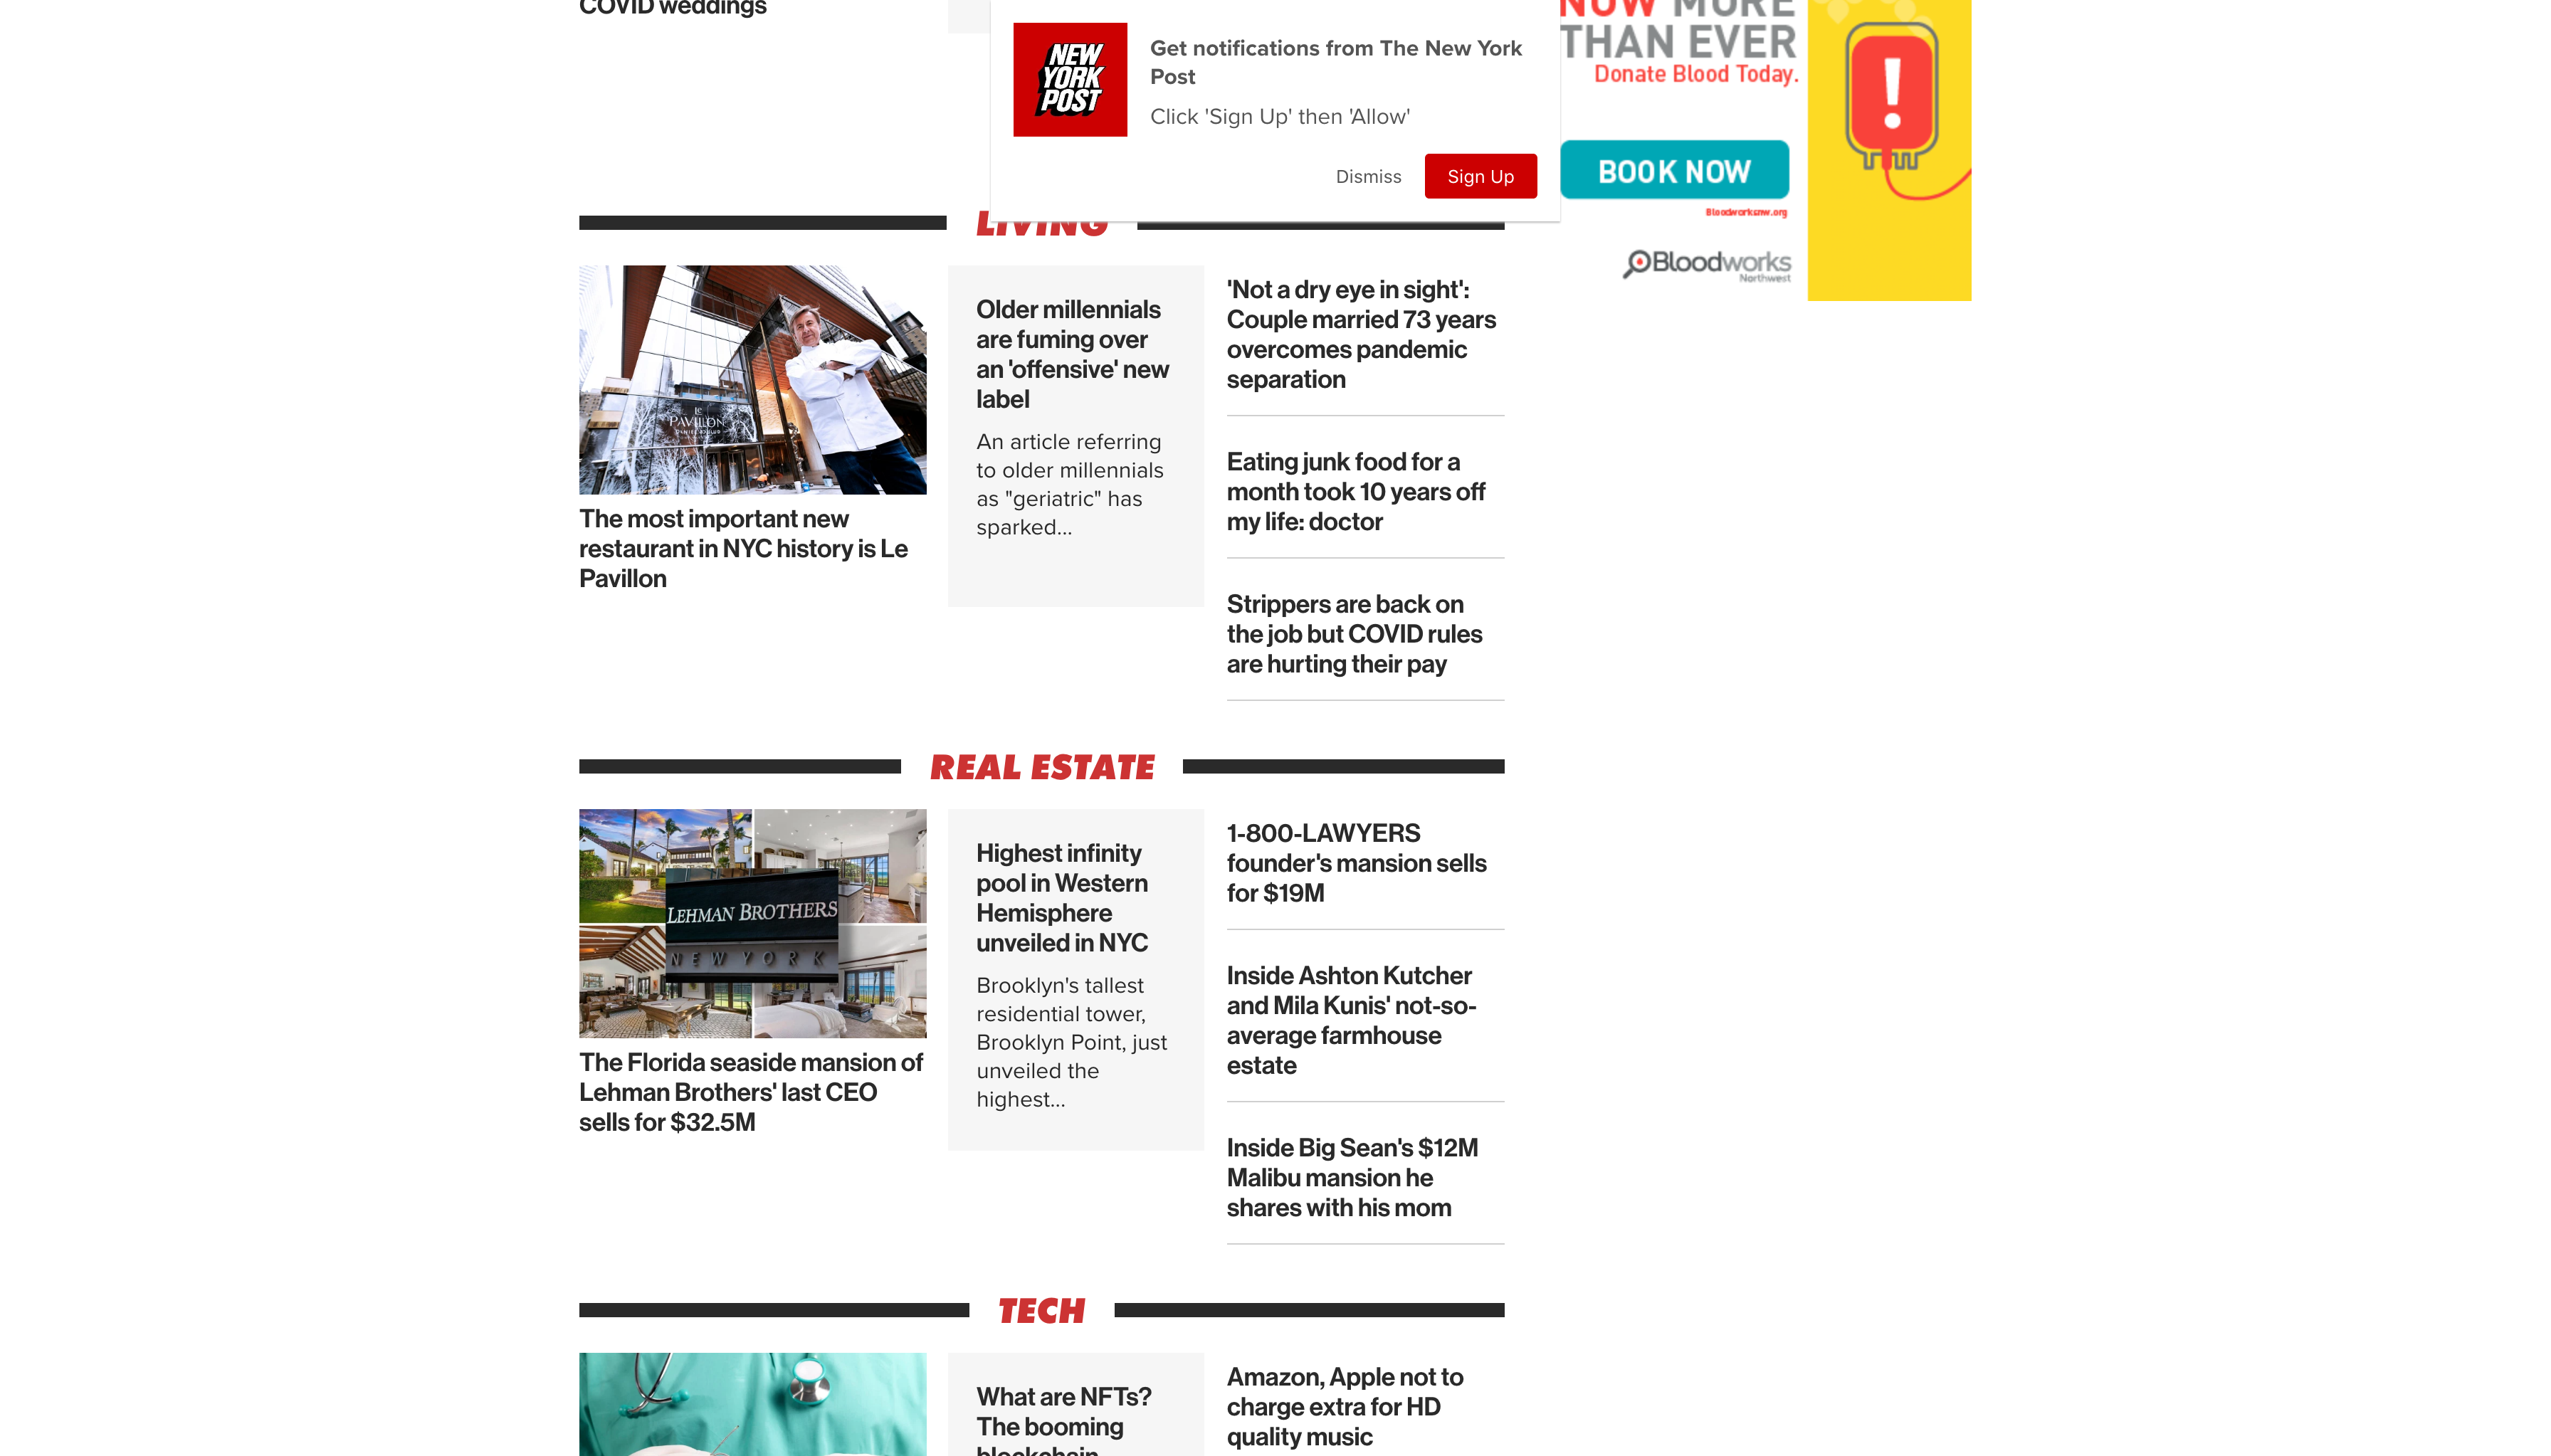 COVID weddings
NEW
YORK
POST
Get notifications from The New York
Post
Click 'Sign Up' then 'Allow'
Dismiss
Sign Up
NOW MORE
THAN EVER
Donate Blood Today.
BOOK NOW
Bloodworksnw.org
Bloodworks
Northwest
LIVING
Le
PAVILLON
The most important new
restaurant in NYC history is Le
Pavillon
Older millennials
are fuming over
an 'offensive' new
label
An article referring
to older millennials
as "geriatric" has
sparked...
'Not a dry eye in sight':
Couple married 73 years
overcomes pandemic
separation
Eating junk food for a
month took 10 years off
my life: doctor
Strippers are back on
the job but COVID rules
are hurting their pay
REAL ESTATE
LEHMAN BROTHERS
NEW YORK
The Florida seaside mansion of
Lehman Brothers' last CEO
sells for $32.5M
Highest infinity
pool in Western
Hemisphere
unveiled in NYC
Brooklyn's tallest
residential tower,
Brooklyn Point, just
unveiled the
highest...
1-800-LAWYERS
founder's mansion sells
for $19M
Inside Ashton Kutcher
and Mila Kunis' not-so-
average farmhouse
estate
Inside Big Sean's $12M
Malibu mansion he
shares with his mom
TECH
What are NFTs?
The booming
blockchain
Amazon, Apple not to
charge extra for HD
quality music